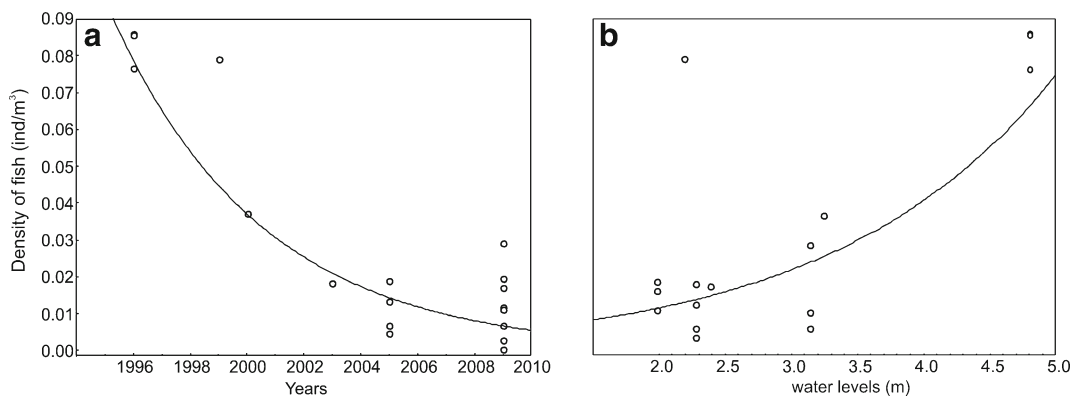 a
b
0.09
0.08
0.07
0.06
0.05
0.04
0.03
0.02
0.01
0.00
Density of fish (ind/m³)
1996 1998 2000 2002 2004 2006 2008 2010
Years
2.0 2.5 3.0 3.5 4.0 4.5 5.0
water levels (m)